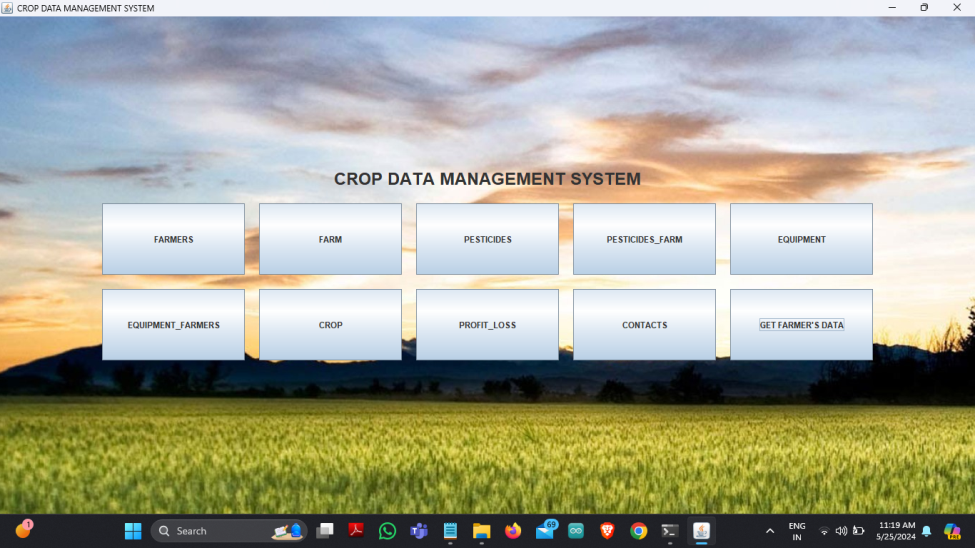 CROP DATA MANAGEMENT SYSTEM
CROP DATA MANAGEMENT SYSTEM
FARMERS
FARM
PESTICIDES
PESTICIDES_FARM
EQUIPMENT
EQUIPMENT_FARMERS
CROP
PROFIT_LOSS
CONTACTS
GET FARMER'S DATA
1
Search
69
ENG
IN
11:19 AM
5/25/2024
PRE